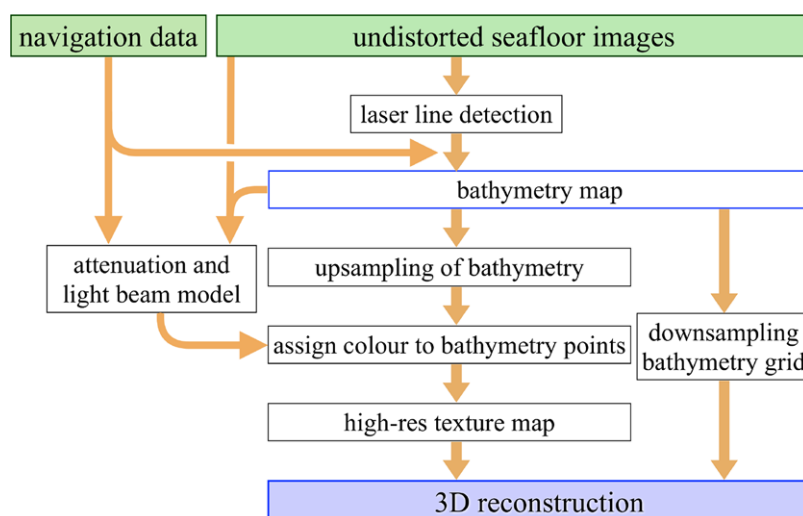 navigation data
undistorted seafloor images
laser line detection
bathymetry map
attenuation and
light beam model
upsampling of bathymetry
assign colour to bathymetry points
downsampling
bathymetry grid
high-res texture map
3D reconstruction